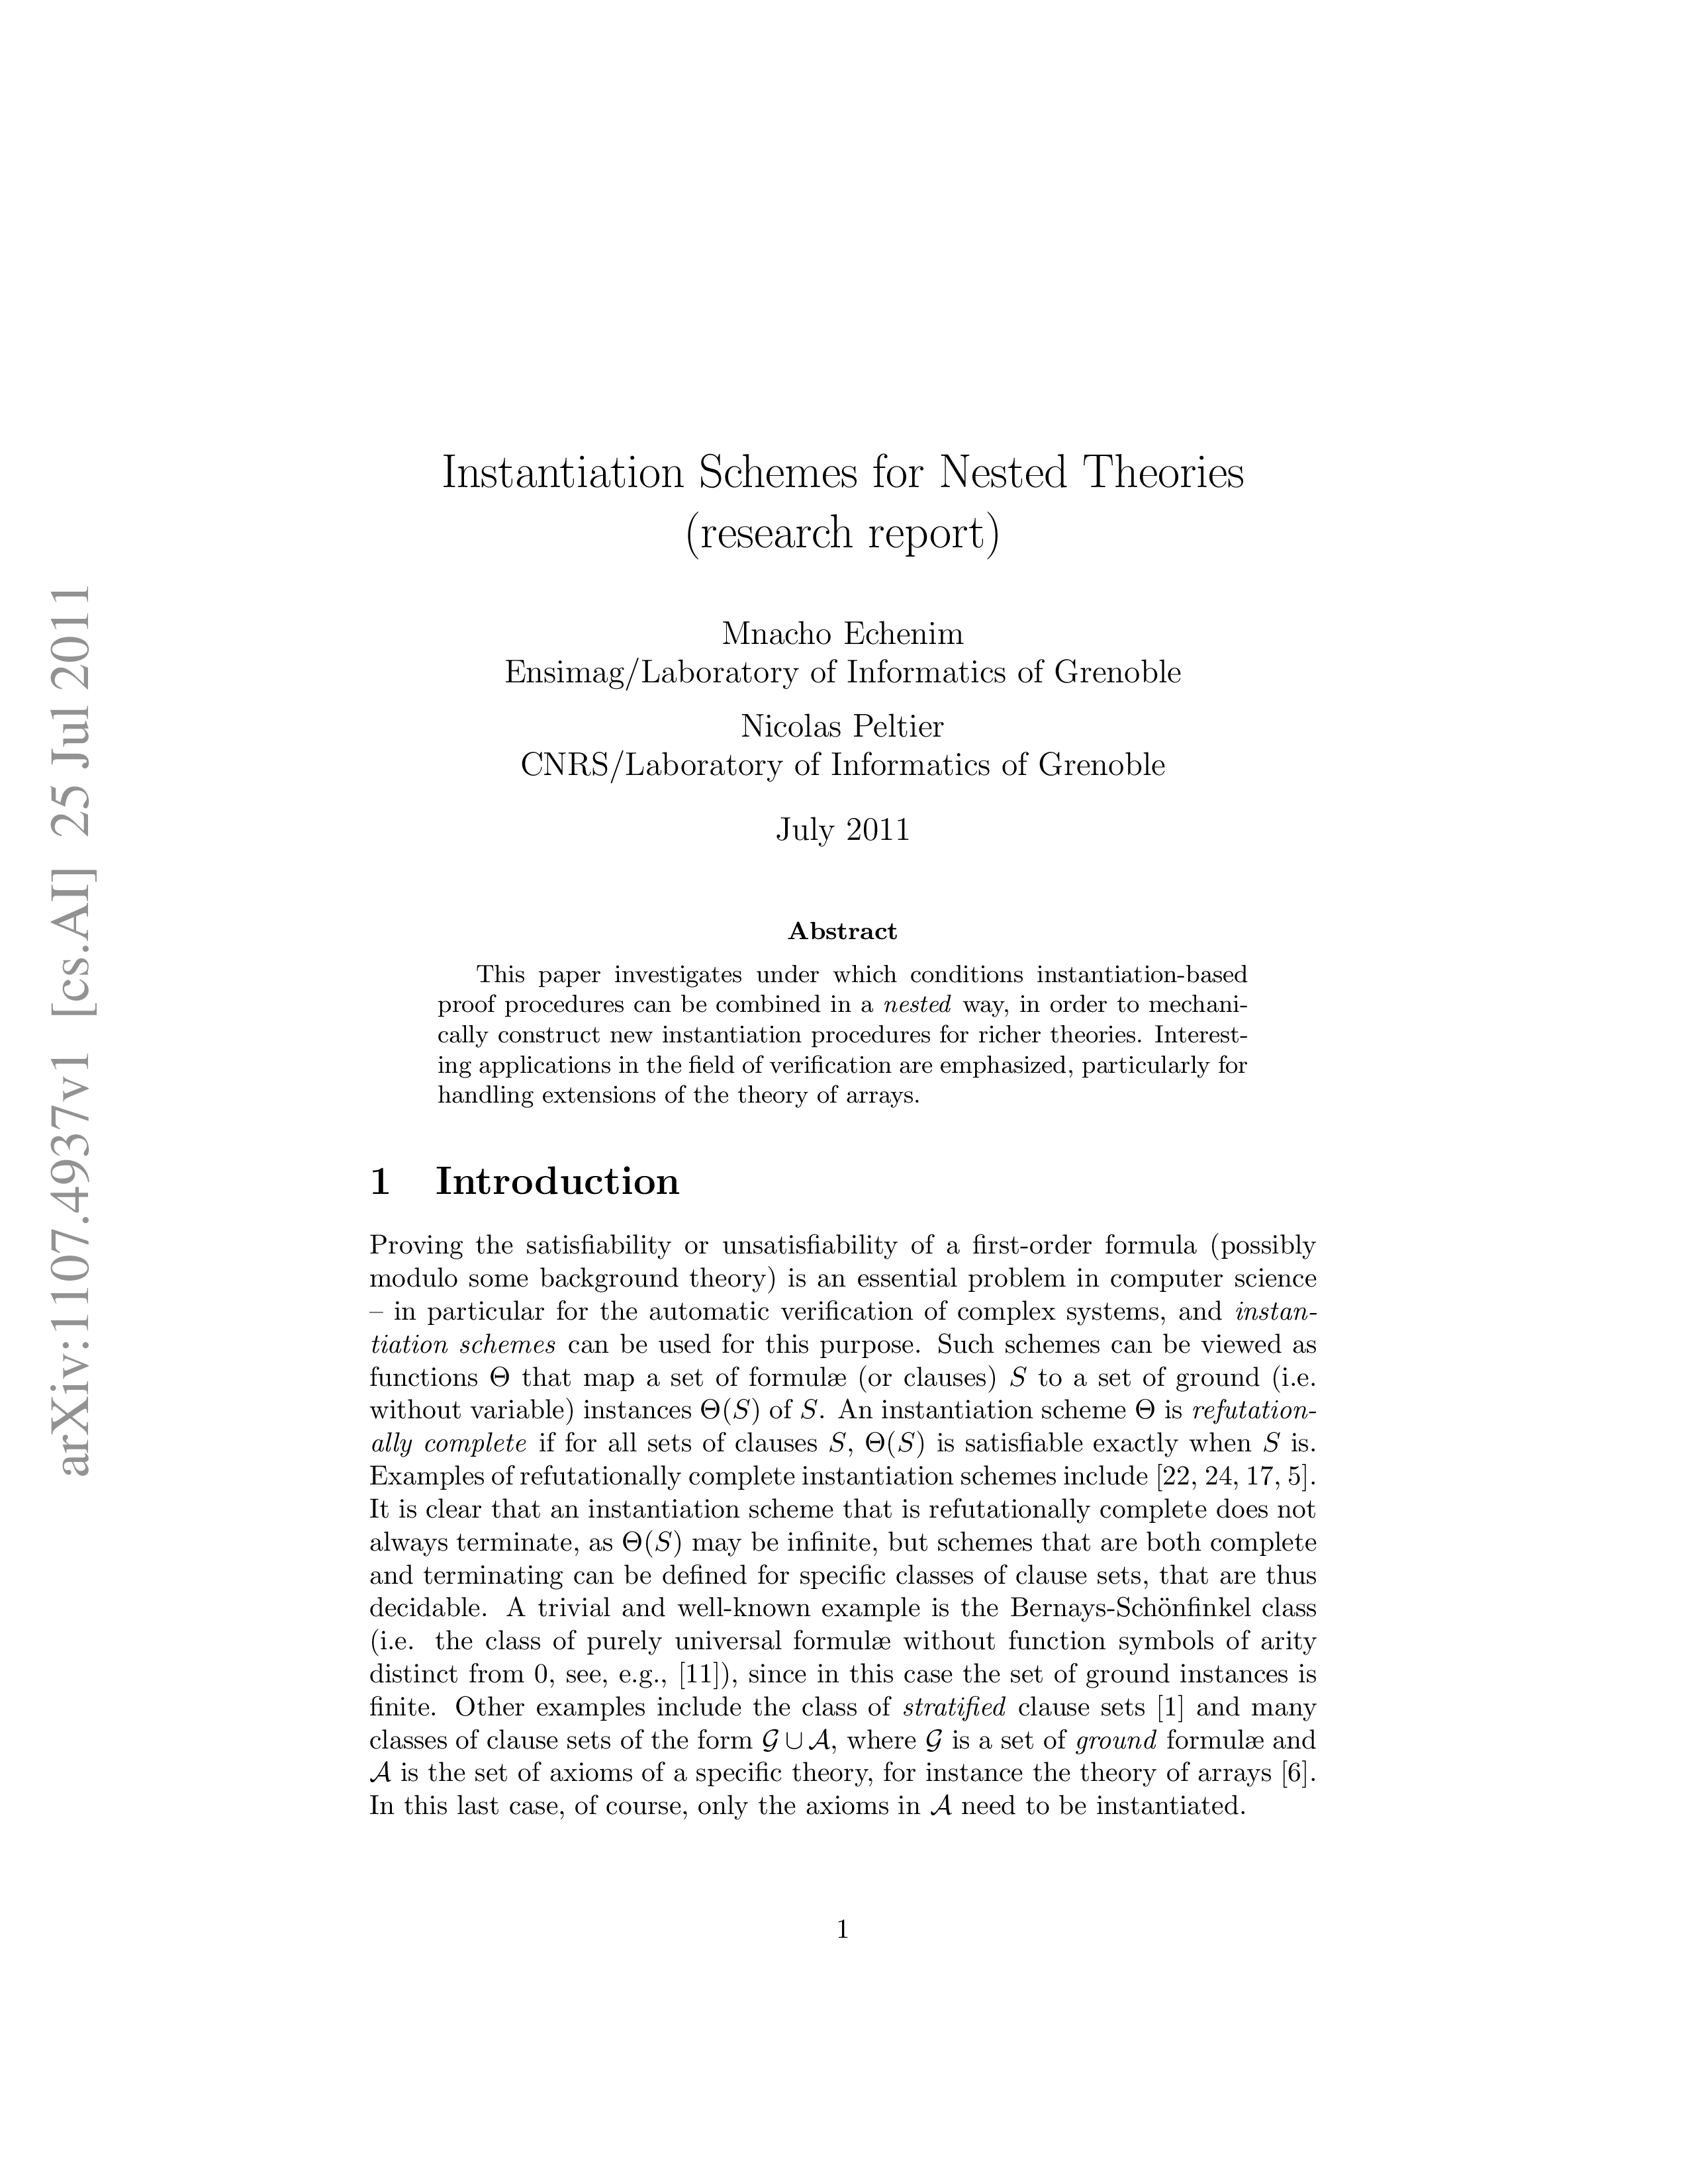 arXiv:1107.4937v1 [cs.AI] 25 Jul 2011
Instantiation Schemes for Nested Theories
(research report)
Mnacho Echenim
Ensimag/Laboratory of Informatics of Grenoble
Nicolas Peltier
CNRS/Laboratory of Informatics of Grenoble
July 2011
Abstract
This paper investigates under which conditions instantiation-based
proof procedures can be combined in a nested way, in order to mechani-
cally construct new instantiation procedures for richer theories. Interest-
ing applications in the field of verification are emphasized, particularly for
handling extensions of the theory of arrays.
1 Introduction
Proving the satisfiability or unsatisfiability of a first-order formula (possibly
modulo some background theory) is an essential problem in computer science
– in particular for the automatic verification of complex systems, and instan-
tiation schemes can be used for this purpose. Such schemes can be viewed as
functions Θ that map a set of formulæ (or clauses) S to a set of ground (i.e.
without variable) instances Θ(S) of S. An instantiation scheme Θ is refutation-
ally complete if for all sets of clauses S, Θ(S) is satisfiable exactly when S is.
Examples of refutationally complete instantiation schemes include [22, 24, 17, 5].
It is clear that an instantiation scheme that is refutationally complete does not
always terminate, as Θ(S) may be infinite, but schemes that are both complete
and terminating can be defined for specific classes of clause sets, that are thus
decidable. A trivial and well-known example is the Bernays-Schönfinkel class
(i.e. the class of purely universal formulæ without function symbols of arity
distinct from 0, see, e.g., [11]), since in this case the set of ground instances is
finite. Other examples include the class of stratified clause sets [1] and many
classes of clause sets of the form 𝒢 ∪ 𝒜, where 𝒢 is a set of ground formulæ and
𝒜 is the set of axioms of a specific theory, for instance the theory of arrays [6].
In this last case, of course, only the axioms in 𝒜 need to be instantiated.
1